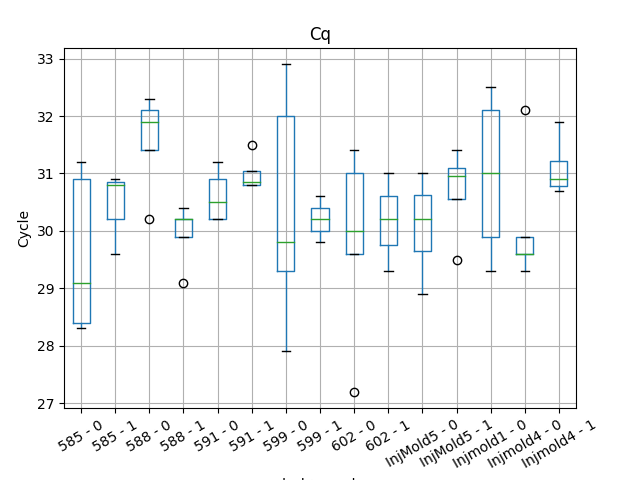 Cq
33
32
31
30
29
28
27
Cycle
585 - 0
585 - 1
588 - 0
588 - 1
591 - 0
591 - 1
599 - 0
599 - 1
602 - 0
602 - 1
InjMold5 - 0
InjMold5 - 1
Injmold1 - 0
Injmold4 - 0
Injmold4 - 1